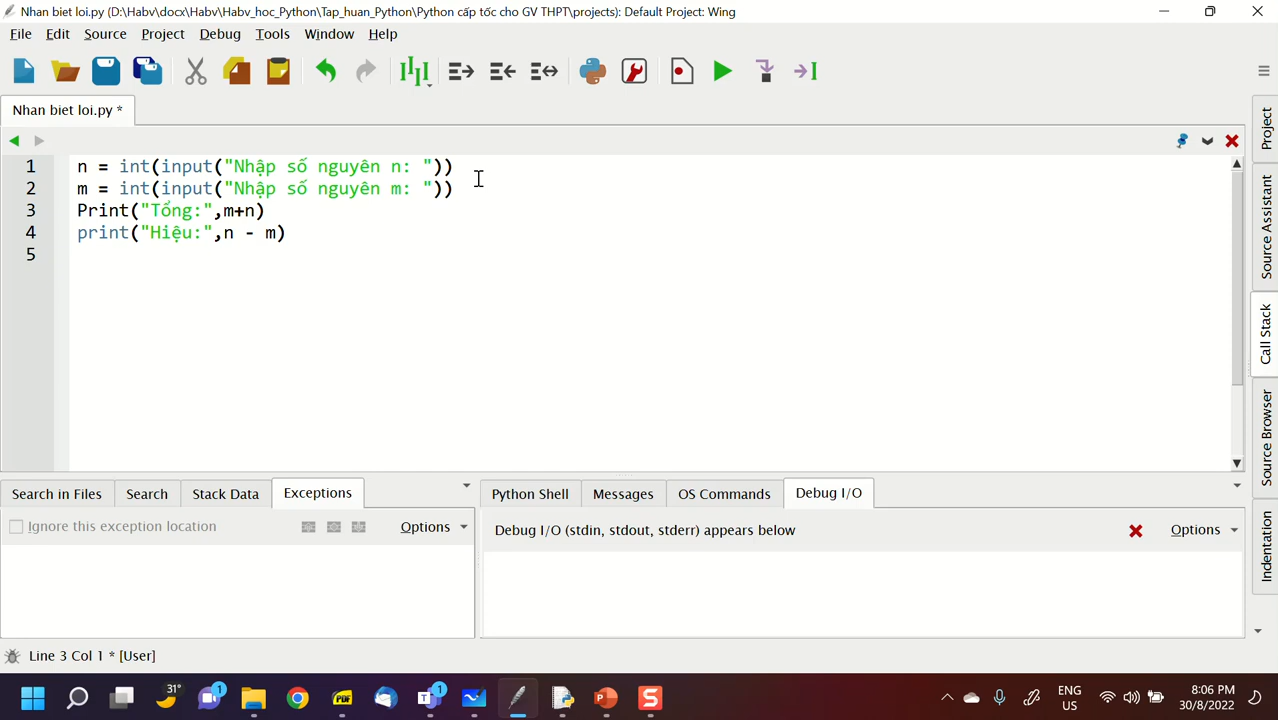 Nhan biet loi.py (D:\Habv\docx\Habv\Habv_hoc_Python\Tap_huan_Python\Python cấp tốc cho GV THPT\projects): Default Project: Wing
File Edit Source Project Debug Tools Window Help
Nhan biet loi.py *
1 n = int(input("Nhập số nguyên n: "))
2 m = int(input("Nhập số nguyên m: "))
3 Print("Tổng:",m+n)
4 print("Hiệu:",n - m)
5
Project
Source Assistant
Call Stack
Source Browser
Indentation
Search in Files Search Stack Data Exceptions
Ignore this exception location Options
Python Shell Messages OS Commands Debug I/O
Debug I/O (stdin, stdout, stderr) appears below Options
Line 3 Col 1 * [User]
31°
1
PDF
T 1
P
S
ENG
US
8:06 PM
30/8/2022